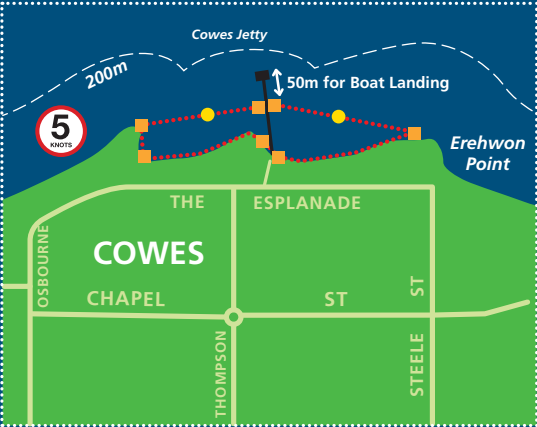 Cowes Jetty
200m
50m for Boat Landing
5
KNOTS
Erehwon
Point
THE ESPLANADE
OSBOURNE
COWES
CHAPEL ST
ST
THOMPSON
STEELE